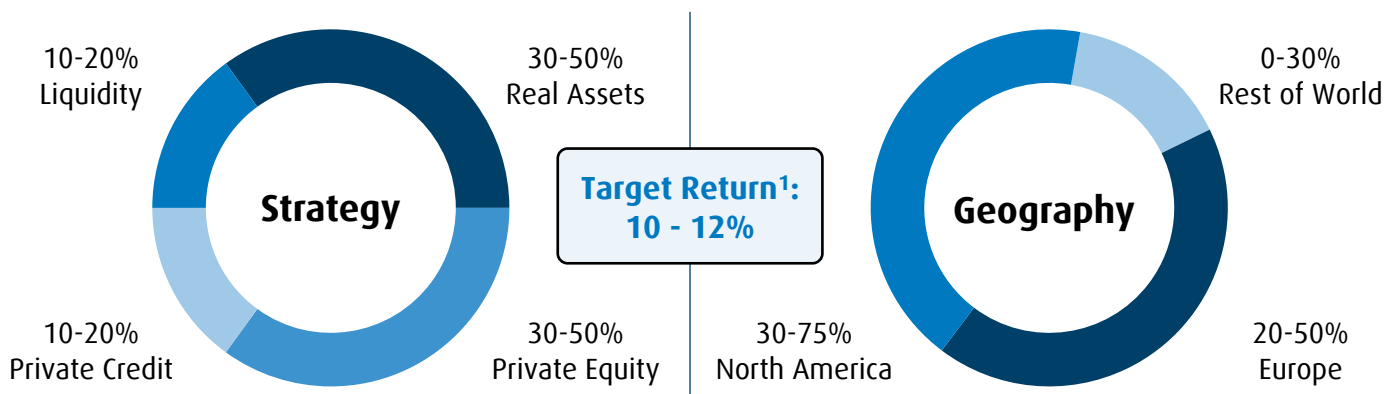 10-20%
Liquidity
30-50%
Real Assets
Strategy
10-20%
Private Credit
30-50%
Private Equity
Target Return¹:
10 - 12%
0-30%
Rest of World
Geography
30-75%
North America
20-50%
Europe